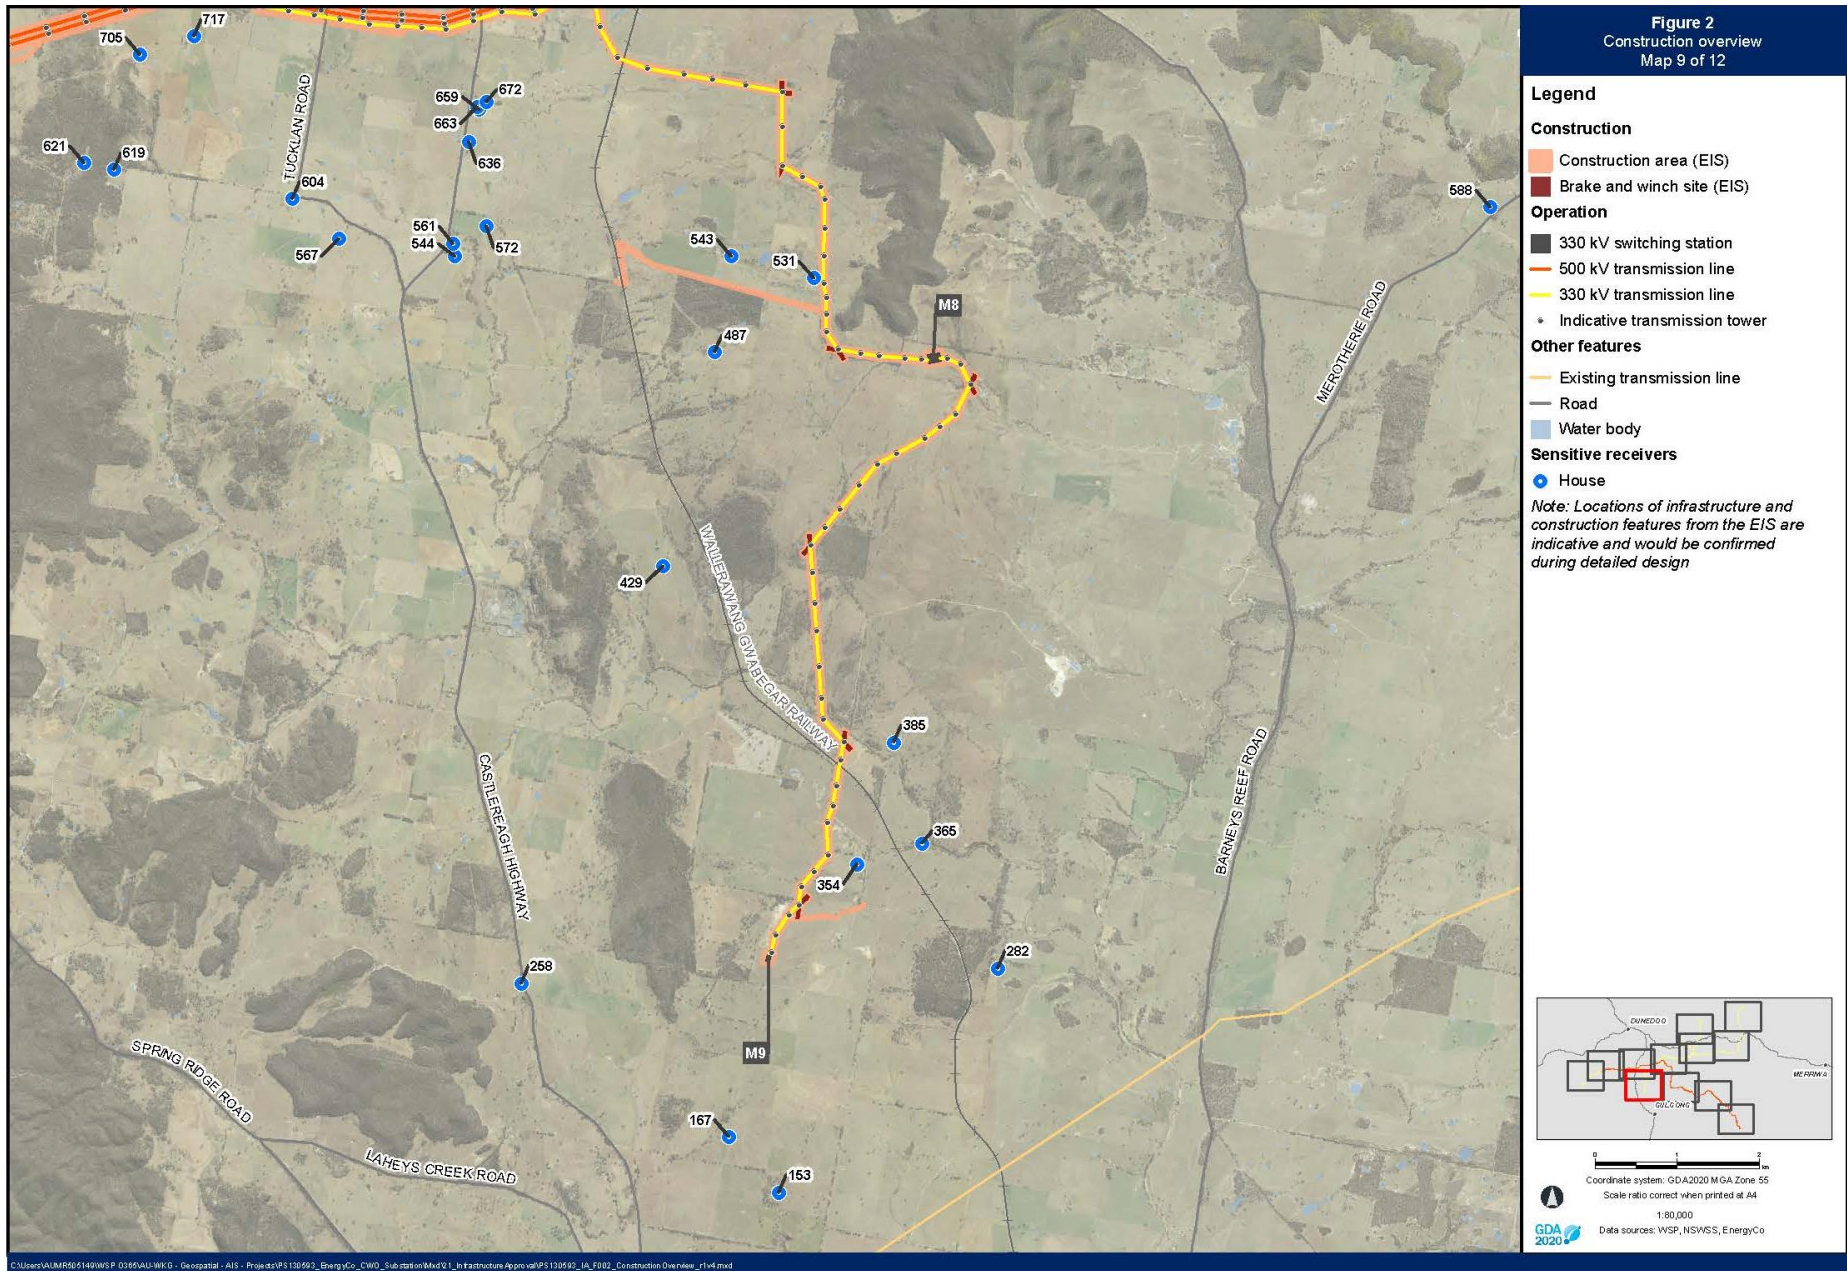 Figure 2
Construction overview
Map 9 of 12
Legend
Construction
Construction area (EIS)
Brake and winch site (EIS)
Operation
330 kV switching station
500 kV transmission line
330 kV transmission line
Indicative transmission tower
Other features
Existing transmission line
Road
Water body
Sensitive receivers
House
Note: Locations of infrastructure and
construction features from the EIS are
indicative and would be confirmed
during detailed design
717
705
TUCKLAN ROAD
659
672
663
636
621
619
604
588
561
544
572
567
543
531
M8
487
MEROTHERIE ROAD
429
WALLERAWANG GWABEGAR RAILWAY
385
CASTLEREAGH HIGHWAY
BARNEYS REEF ROAD
365
354
258
282
M9
SPRING RIDGE ROAD
LAHEYS CREEK ROAD
167
153
DUNEDOO
MERRIWA
GULGONG
0 1 2
km
Coordinate system: GDA2020 MGA Zone 55
Scale ratio correct when printed at A4
1:80,000
GDA
2020
Data sources: WSP, NSWSS, EnergyCo